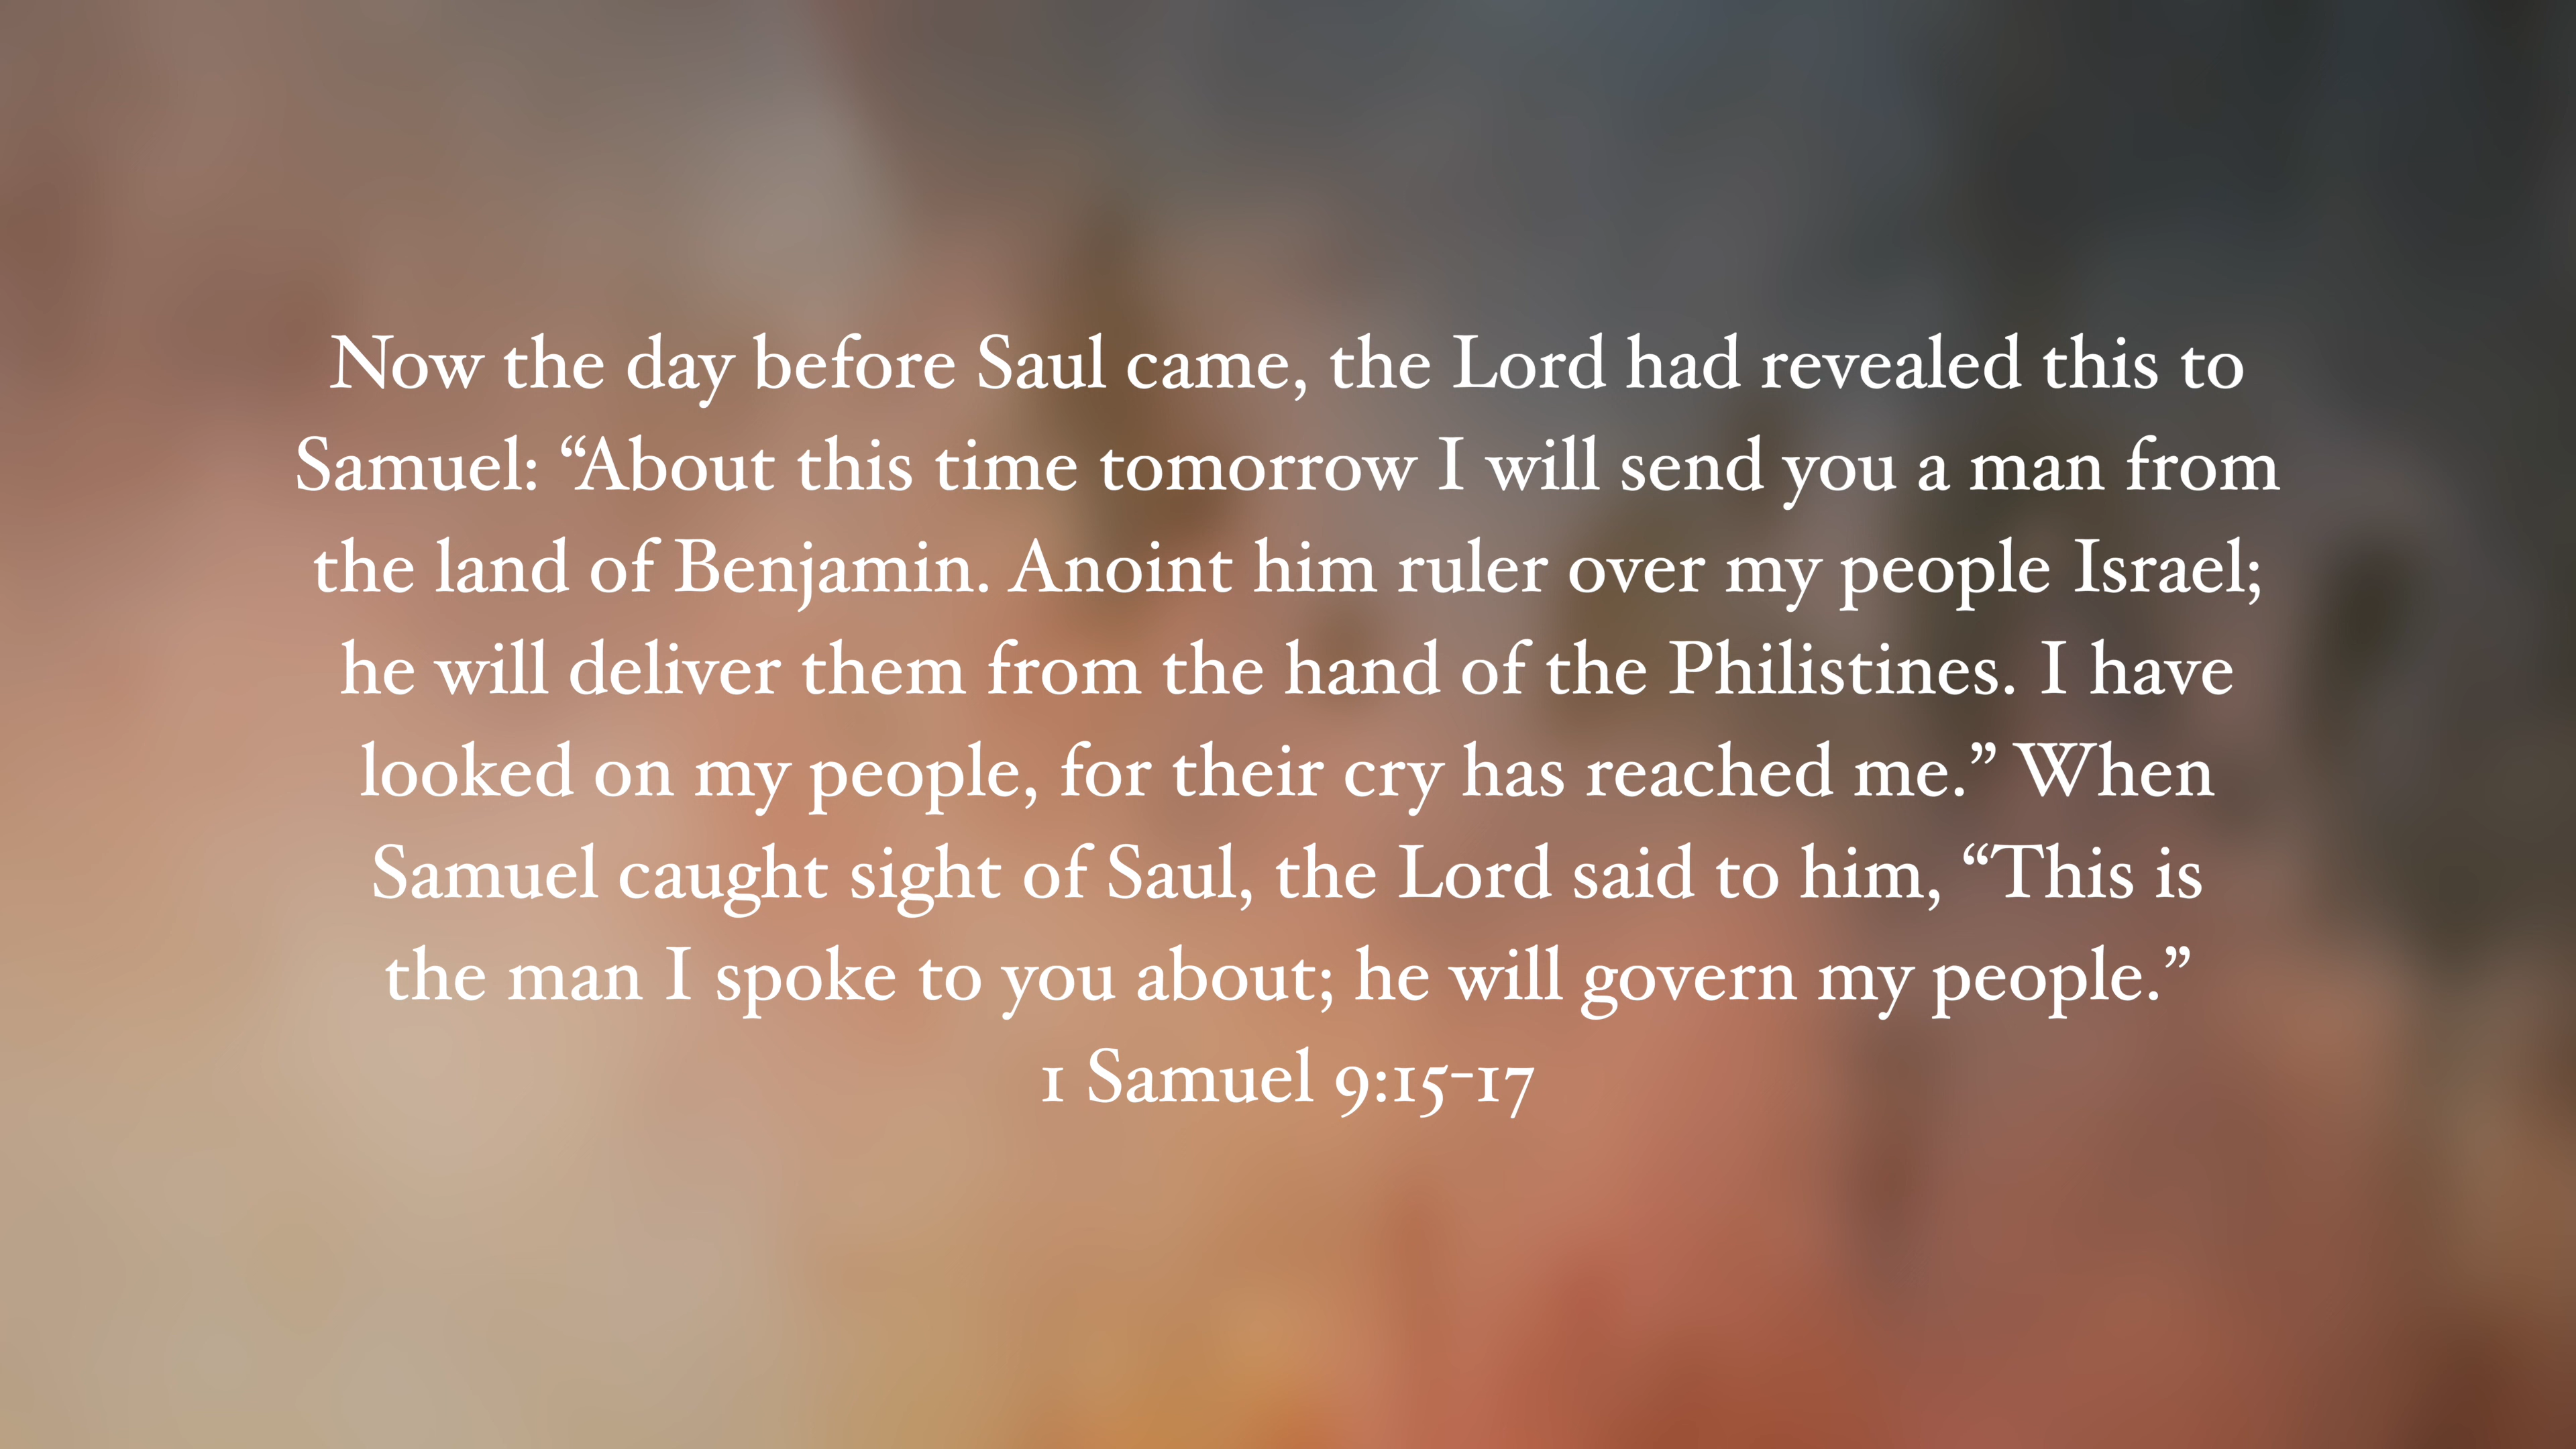 Now the day before Saul came, the Lord had revealed this to
Samuel: “About this time tomorrow I will send you a man from
the land of Benjamin. Anoint him ruler over my people Israel;
he will deliver them from the hand of the Philistines. I have
looked on my people, for their cry has reached me.” When
Samuel caught sight of Saul, the Lord said to him, “This is
the man I spoke to you about; he will govern my people.”
1 Samuel 9:15-17